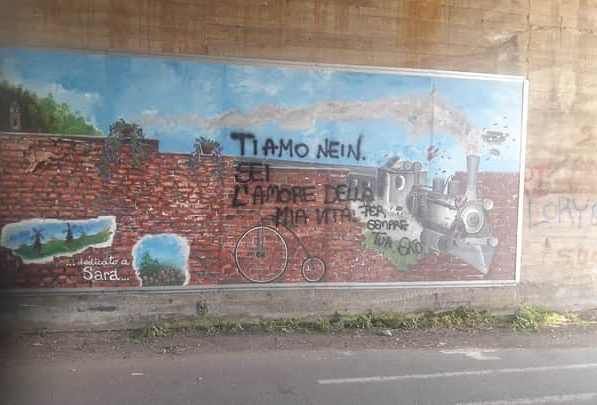 TI AMO NEIN.
SEI
L'AMORE DELLA
MIA VITA!
PER
SEMPRE
TUA
...dedicato a
Sara...